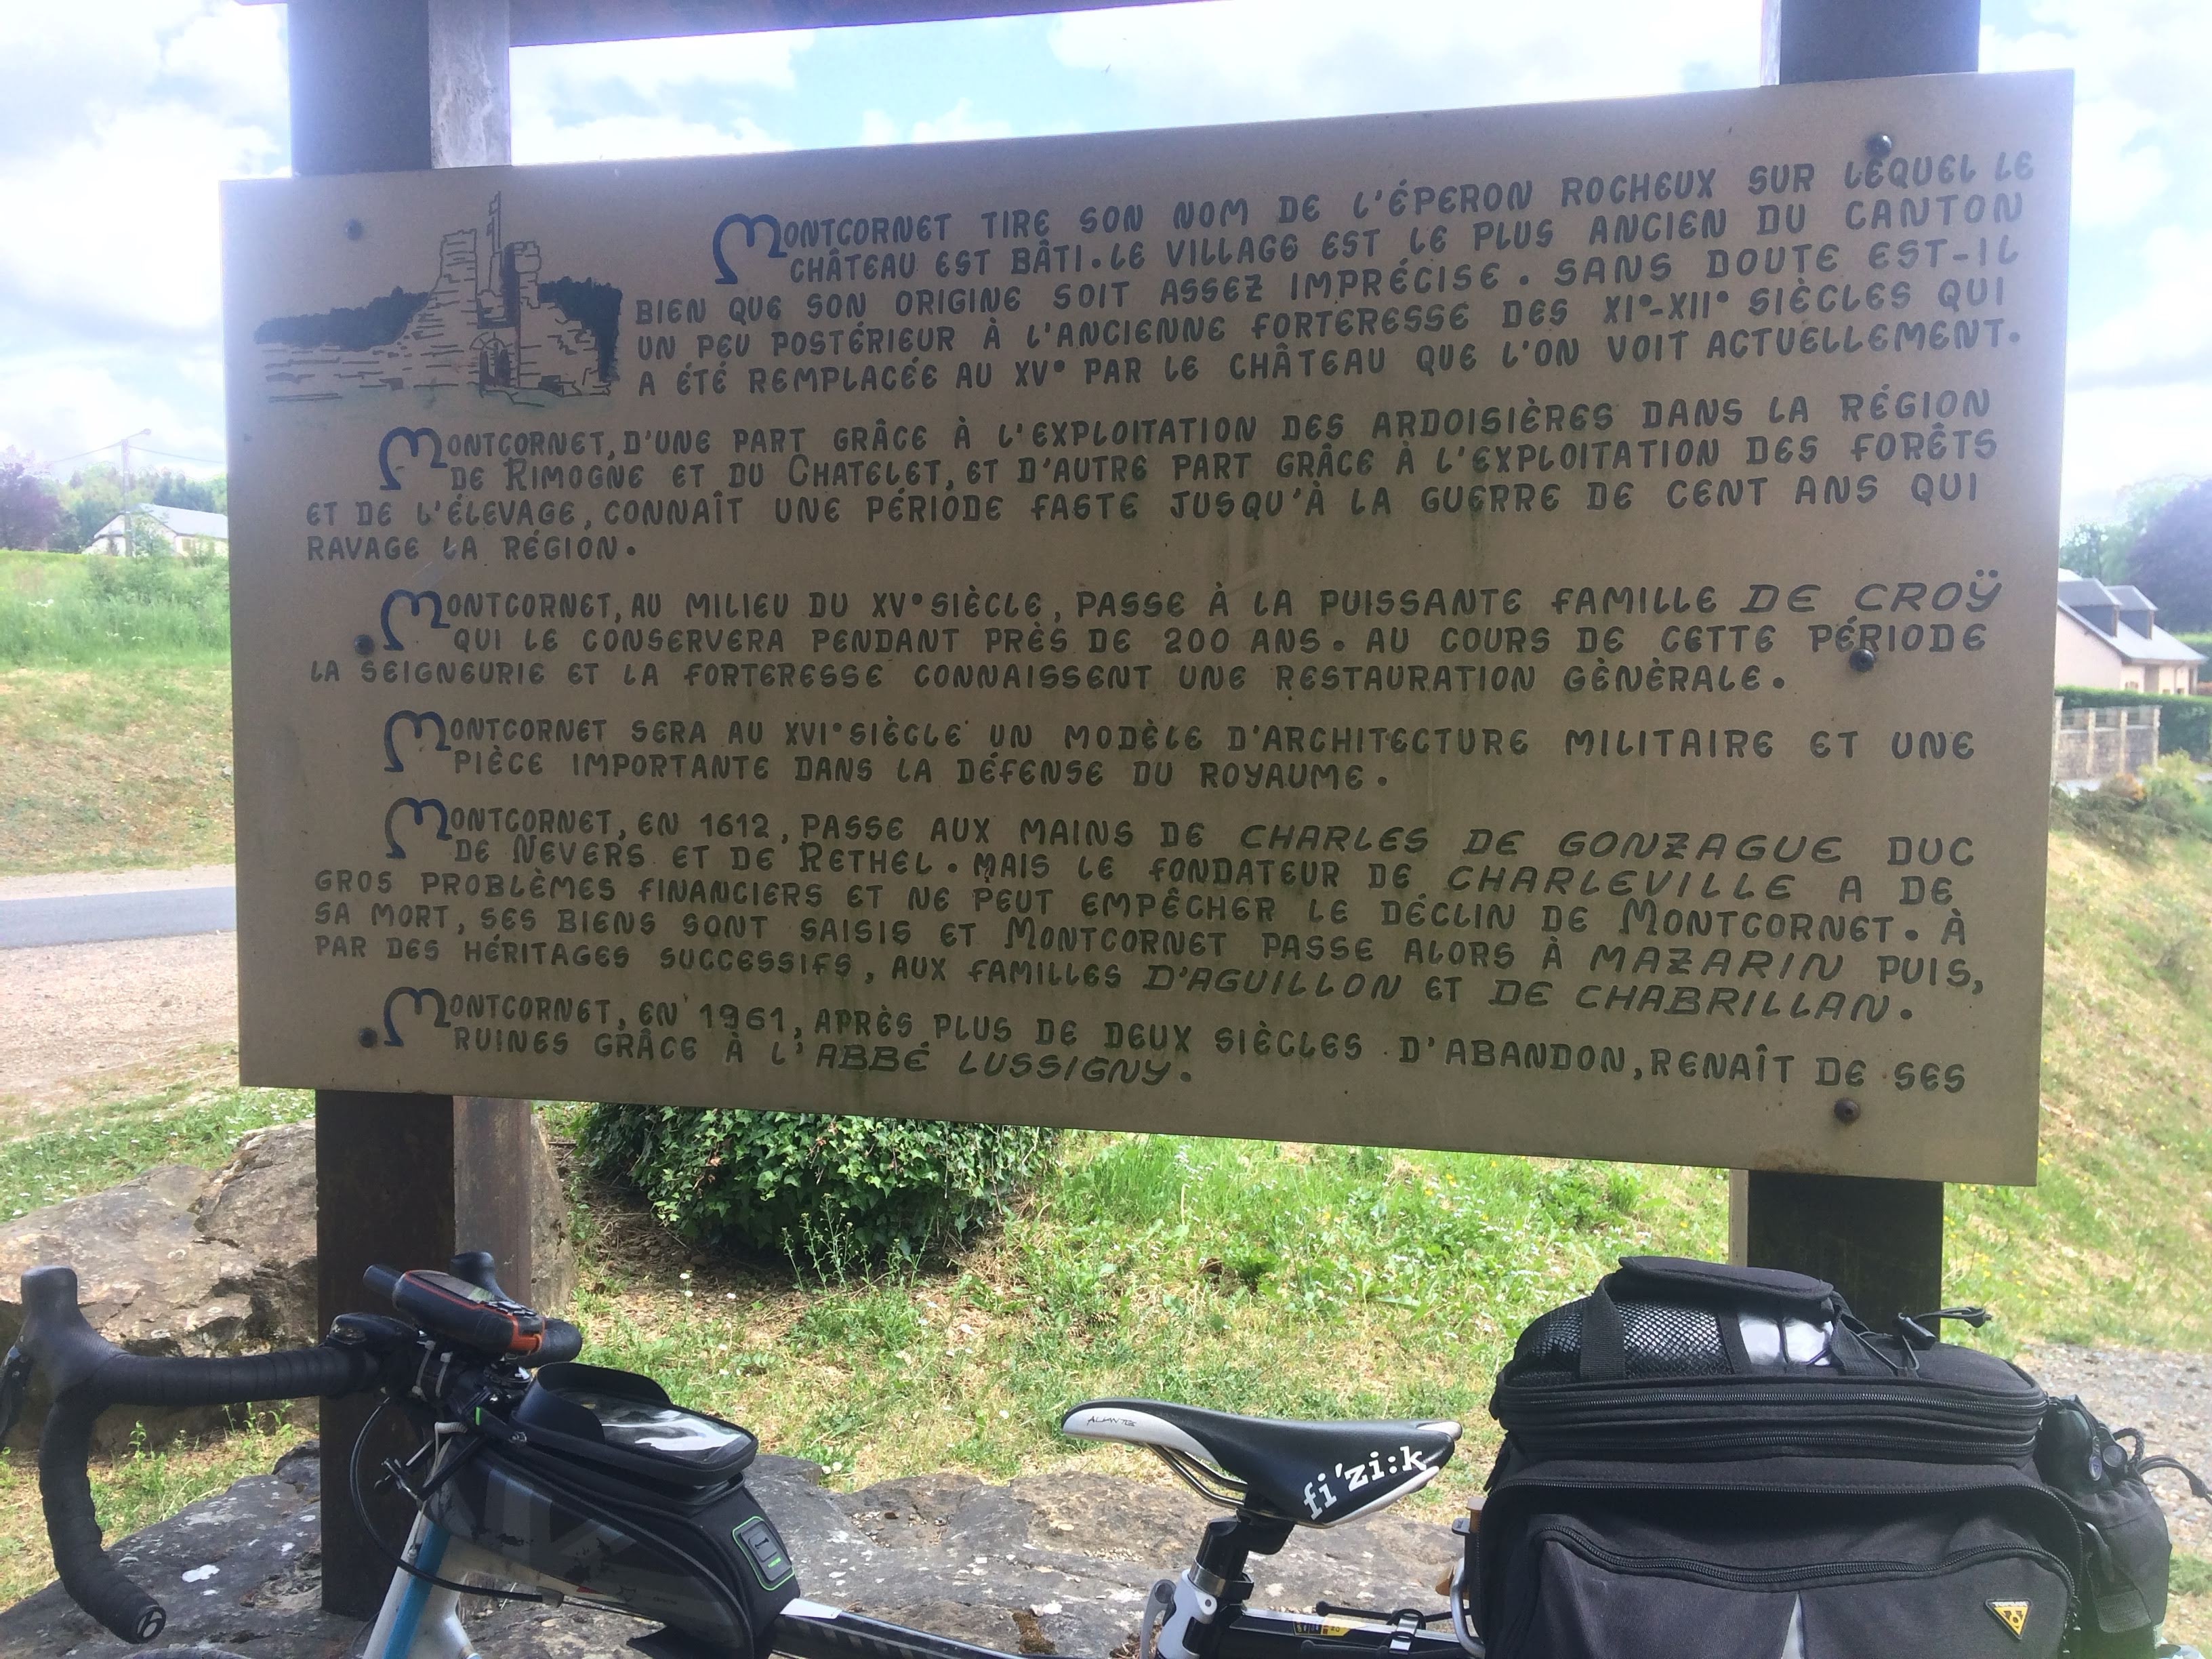 MONTCORNET TIRE SON NOM DE L'ÉPERON ROCHEUX SUR LEQUEL LE
CHÂTEAU EST BÂTI. LE VILLAGE EST LE PLUS ANCIEN DU CANTON
BIEN QUE SON ORIGINE SOIT ASSEZ IMPRÉCISE. SANS DOUTE EST-IL
UN PEU POSTÉRIEUR À L'ANCIENNE FORTERESSE DES XI°-XII° SIÈCLES QUI
A ÉTÉ REMPLACÉE AU XV° PAR LE CHÂTEAU QUE L'ON VOIT ACTUELLEMENT.
MONTCORNET, D'UNE PART GRÂCE À L'EXPLOITATION DES ARDOISIÈRES DANS LA RÉGION
DE RIMOGNE ET DU CHATELET, ET D'AUTRE PART GRÂCE À L'EXPLOITATION DES FORÊTS
ET DE L'ÉLEVAGE, CONNAÎT UNE PÉRIODE FASTE JUSQU'À LA GUERRE DE CENT ANS QUI
RAVAGE LA RÉGION.
MONTCORNET, AU MILIEU DU XV° SIÈCLE, PASSE À LA PUISSANTE FAMILLE DE CROŸ
QUI LE CONSERVERA PENDANT PRÈS DE 200 ANS. AU COURS DE CETTE PÉRIODE
LA SEIGNEURIE ET LA FORTERESSE CONNAISSENT UNE RESTAURATION GÈNÈRALE.
MONTCORNET SERA AU XVI° SIÈCLE UN MODÈLE D'ARCHITECTURE MILITAIRE ET UNE
PIÈCE IMPORTANTE DANS LA DÉFENSE DU ROYAUME.
MONTCORNET, EN 1612, PASSE AUX MAINS DE CHARLES DE GONZAGUE DUC
DE NEVERS ET DE RETHEL. MAIS LE FONDATEUR DE CHARLEVILLE A DE
GROS PROBLÈMES FINANCIERS ET NE PEUT EMPÊCHER LE DÉCLIN DE MONTCORNET. À
SA MORT, SES BIENS SONT SAISIS ET MONTCORNET PASSE ALORS À MAZARIN PUIS,
PAR DES HÉRITAGES SUCCESSIFS, AUX FAMILLES D'AGUILLON ET DE CHABRILLAN.
MONTCORNET, EN 1961, APRÈS PLUS DE DEUX SIÈCLES D'ABANDON, RENAÎT DE SES
RUINES GRÂCE À L'ABBÉ LUSSIGNY.
ALIANTE
fi'zi:k